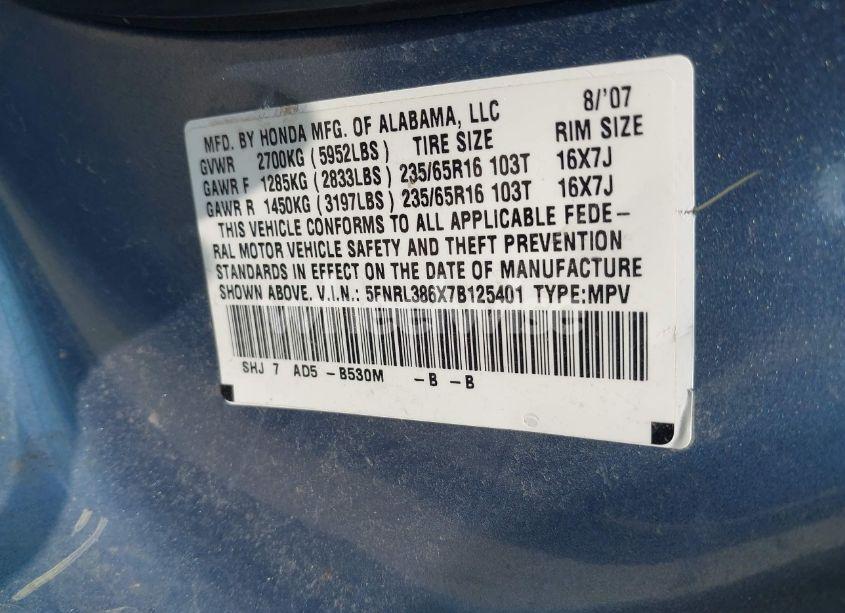 MFD. BY HONDA MFG. OF ALABAMA, LLC 8/'07
GVWR 2700KG (5952LBS) TIRE SIZE RIM SIZE
GAWR F 1285KG (2833LBS) 235/65R16 103T 16X7J
GAWR R 1450KG (3197LBS) 235/65R16 103T 16X7J
THIS VEHICLE CONFORMS TO ALL APPLICABLE FEDE-
RAL MOTOR VEHICLE SAFETY AND THEFT PREVENTION
STANDARDS IN EFFECT ON THE DATE OF MANUFACTURE
SHOWN ABOVE. V.I.N.: 5FNRL386X7B125401 TYPE:MPV
SHJ 7 AD5 -B530M -B -B